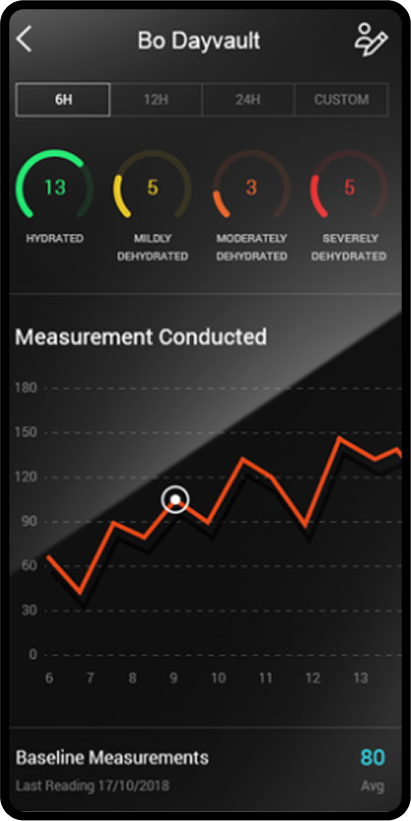 Bo Dayvault
6H 12H 24H CUSTOM
13 5 3 5
HYDRATED MILDLY DEHYDRATED MODERATELY DEHYDRATED SEVERELY DEHYDRATED
Measurement Conducted
180
150
120
90
60
30
0
6 7 8 9 10 11 12 13
Baseline Measurements 80
Last Reading 17/10/2018 Avg